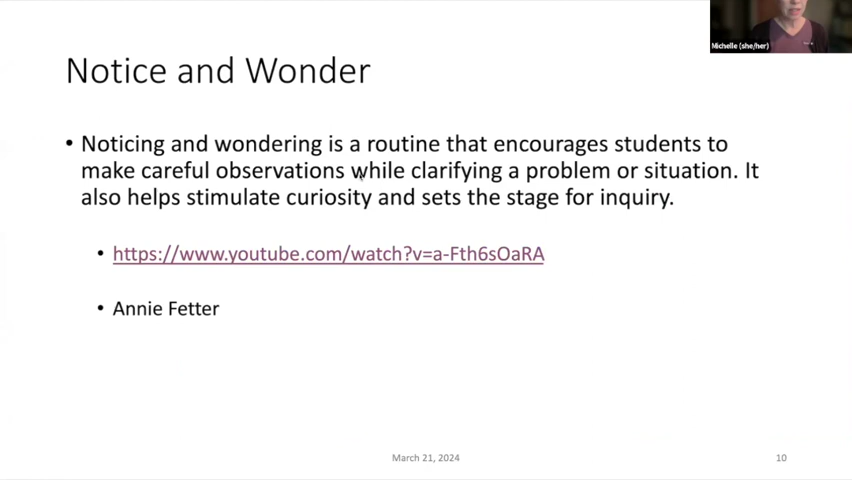 Michelle (she/her)
Notice and Wonder
• Noticing and wondering is a routine that encourages students to
make careful observations while clarifying a problem or situation. It
also helps stimulate curiosity and sets the stage for inquiry.
• https://www.youtube.com/watch?v=a-Fth6sOaRA
• Annie Fetter
March 21, 2024
10